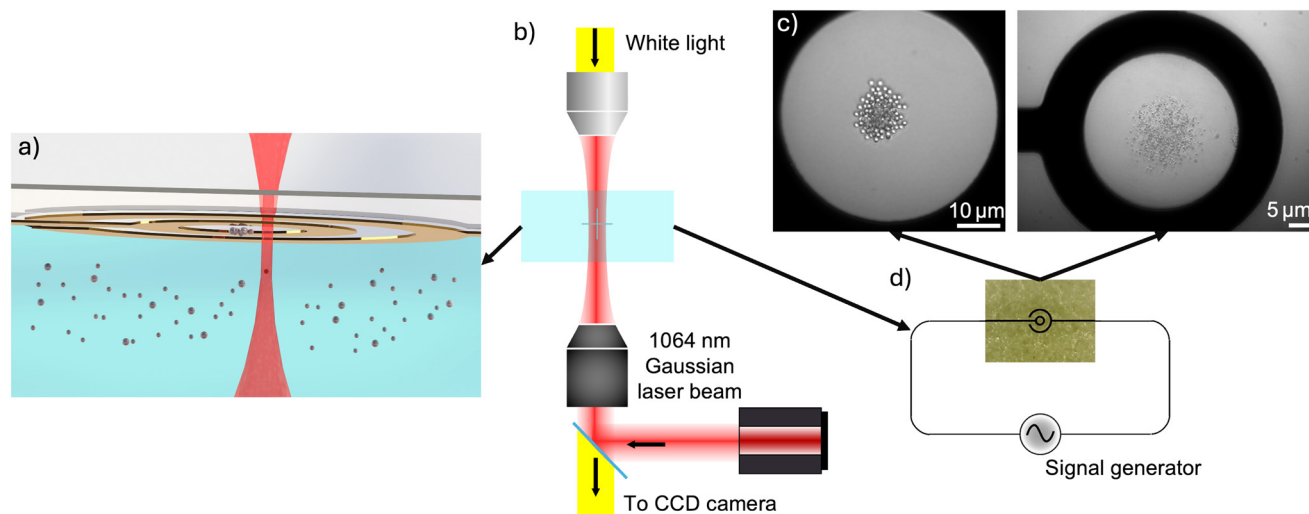 a)
b)
White light
1064 nm
Gaussian
laser beam
To CCD camera
c)
10 µm
5 µm
d)
Signal generator